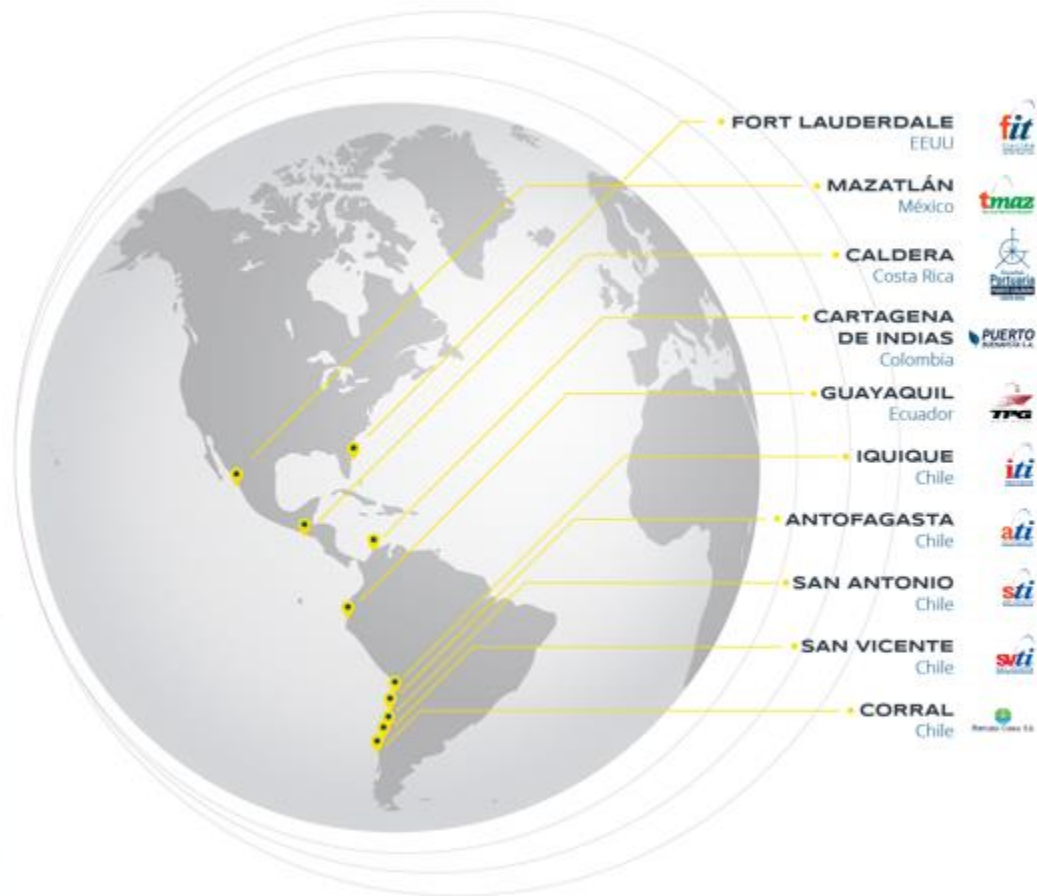 FORT LAUDERDALE
EEUU
fit
MAZATLÁN
México
tmaz
CALDERA
Costa Rica
Portuaria
CARTAGENA
DE INDIAS
Colombia
PUERTO
BUENAVISTA S.A.
GUAYAQUIL
Ecuador
TPG
IQUIQUE
Chile
iti
ANTOFAGASTA
Chile
ati
SAN ANTONIO
Chile
sti
SAN VICENTE
Chile
svti
CORRAL
Chile